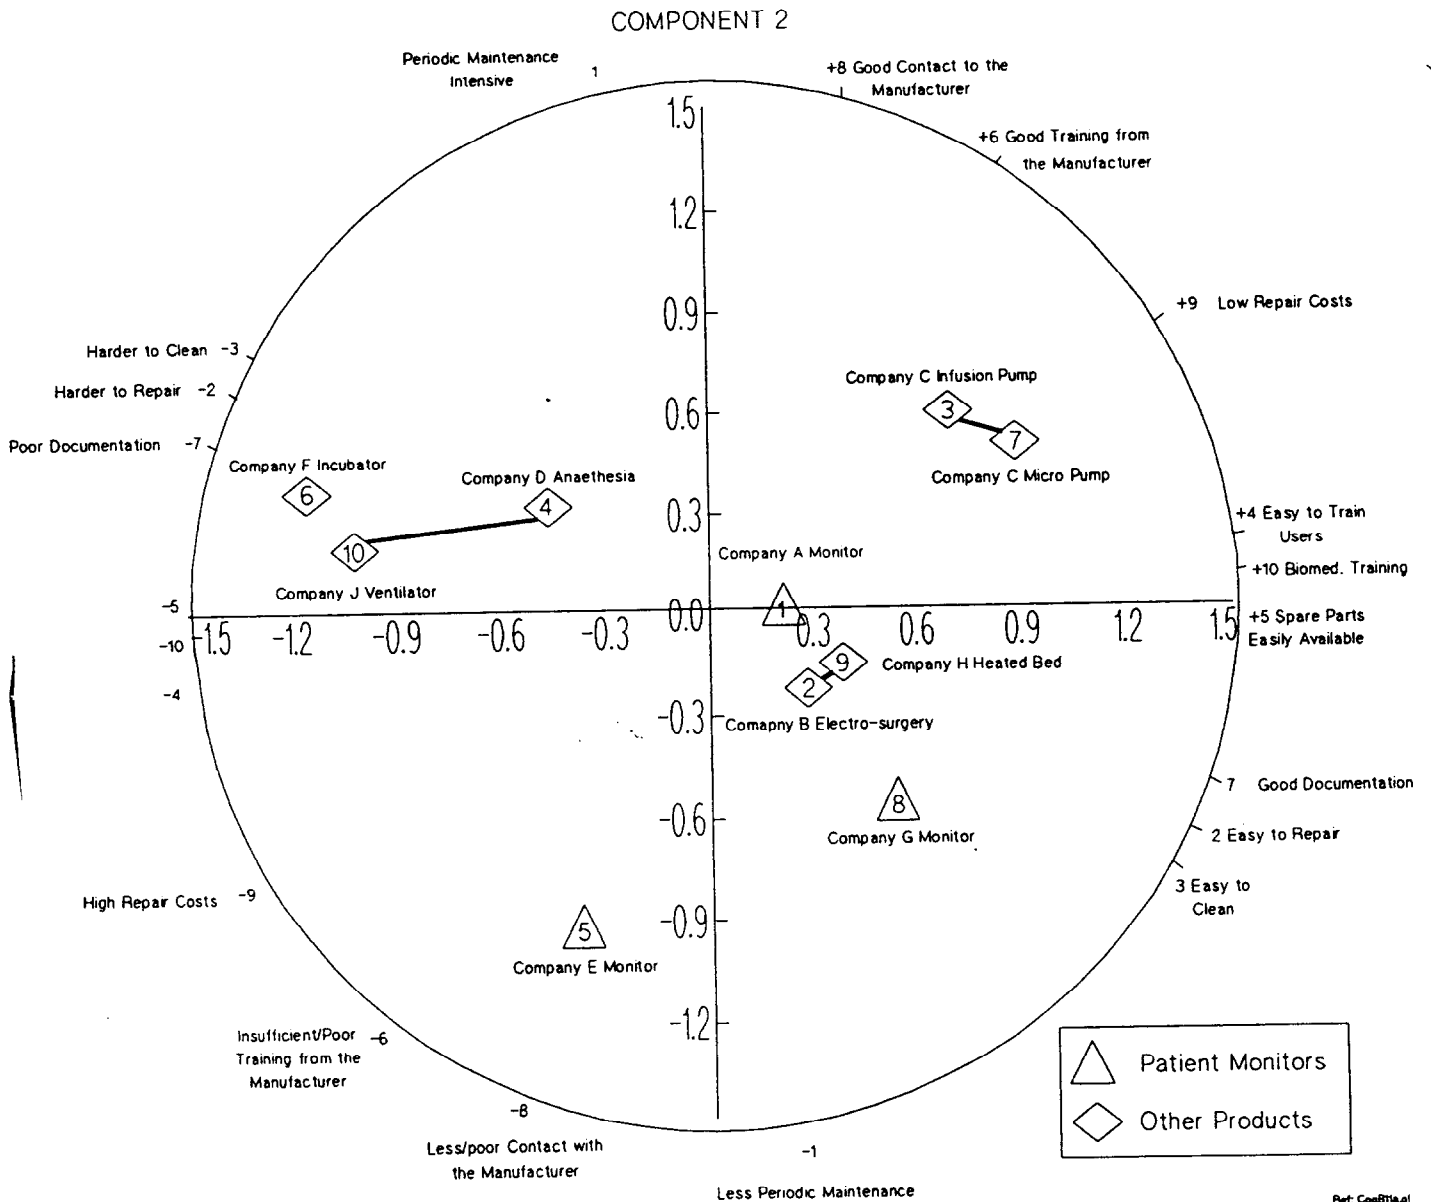 COMPONENT 2
Periodic Maintenance
Intensive
1
+8 Good Contact to the
Manufacturer
+6 Good Training from
the Manufacturer
1.5
1.2
0.9
+9 Low Repair Costs
Harder to Clean -3
Harder to Repair -2
Poor Documentation -7
Company C Infusion Pump
3
0.6
7
Company C Micro Pump
Company F Incubator
6
Company D Anaethesia
4
0.3
+4 Easy to Train
Users
10
Company J Ventilator
Company A Monitor
+10 Biomed. Training
-5
1
+5 Spare Parts
Easily Available
-10
-1.5 -1.2 -0.9 -0.6 -0.3 0.0 0.3 0.6 0.9 1.2 1.5
-4
9
Company H Heated Bed
2
-0.3
Comapny B Electro-surgery
7 Good Documentation
8
-0.6
Company G Monitor
2 Easy to Repair
3 Easy to
Clean
High Repair Costs -9
-0.9
5
Company E Monitor
-1.2
Insufficient/Poor
Training from the
Manufacturer
-6
-8
Less/poor Contact with
the Manufacturer
-1
Less Periodic Maintenance
Patient Monitors
Other Products